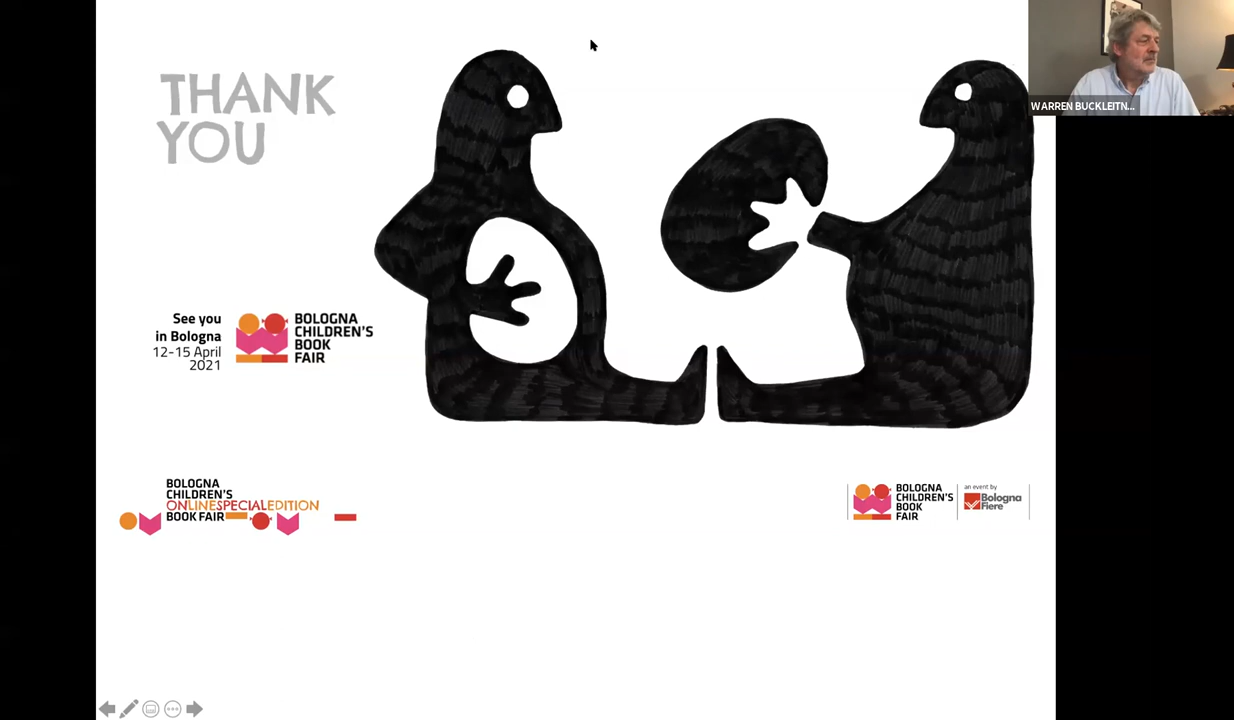 THANK
YOU
WARREN BUCKLEITN...
See you
in Bologna
12-15 April
2021
BOLOGNA
CHILDREN'S
BOOK
FAIR
BOLOGNA
CHILDREN'S
ONLINESPECIALEDITION
BOOK FAIR
BOLOGNA
CHILDREN'S
BOOK
FAIR
an event by
Bologna
Fiere